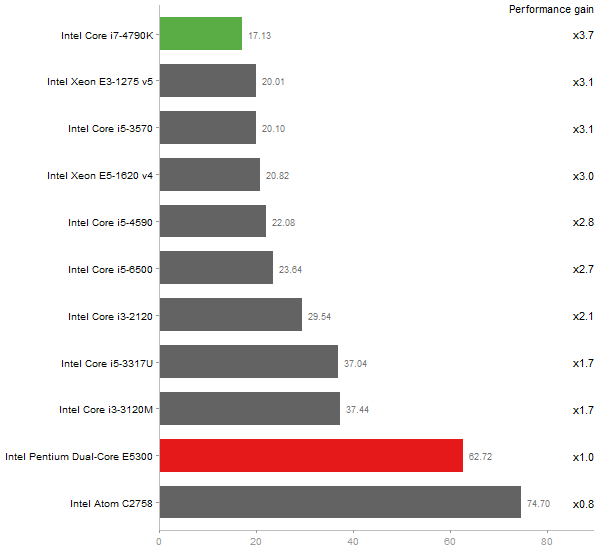 Performance gain
Intel Core i7-4790K 17.13 x3.7
Intel Xeon E3-1275 v5 20.01 x3.1
Intel Core i5-3570 20.10 x3.1
Intel Xeon E5-1620 v4 20.82 x3.0
Intel Core i5-4590 22.08 x2.8
Intel Core i5-6500 23.64 x2.7
Intel Core i3-2120 29.54 x2.1
Intel Core i5-3317U 37.04 x1.7
Intel Core i3-3120M 37.44 x1.7
Intel Pentium Dual-Core E5300 62.72 x1.0
Intel Atom C2758 74.70 x0.8
0 20 40 60 80